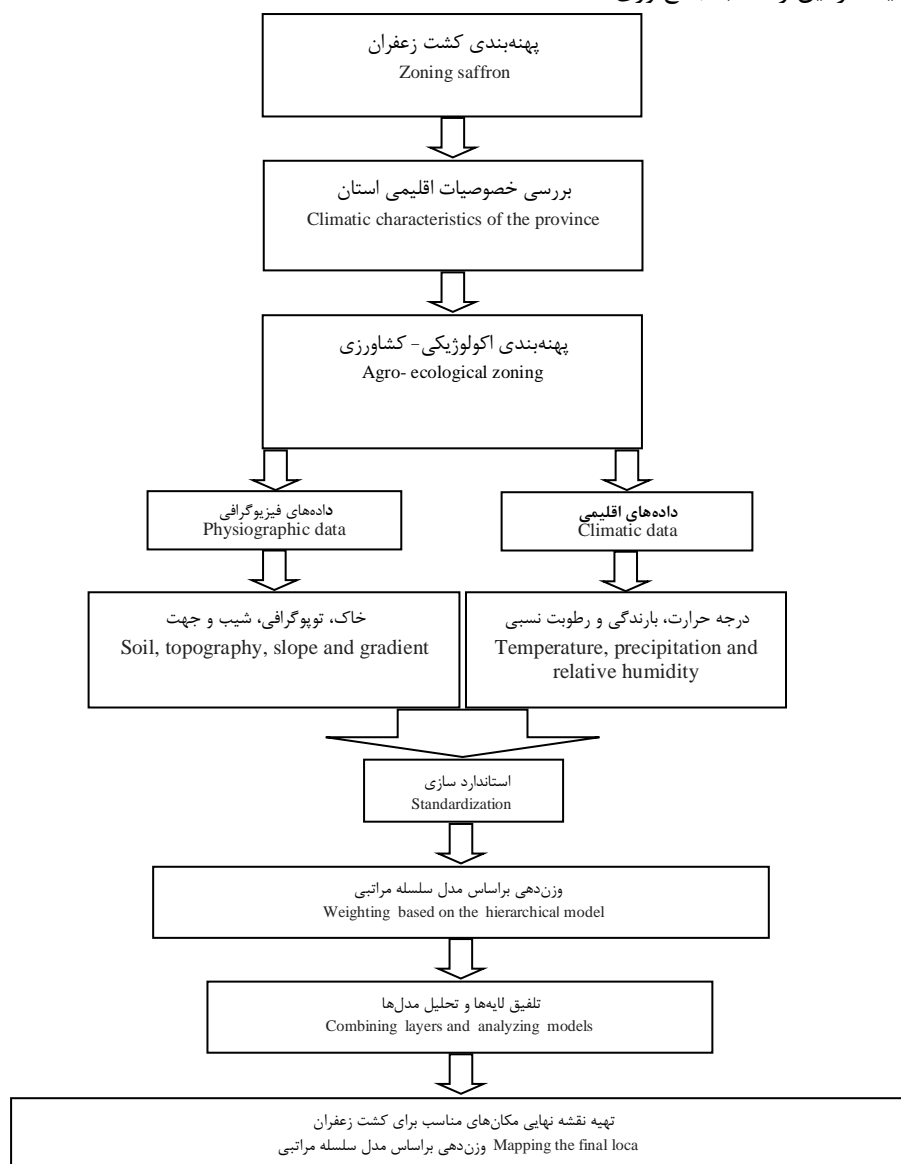 پهنه‌بندی کشت زعفران
Zoning saffron
بررسی خصوصیات اقلیمی استان
Climatic characteristics of the province
پهنه‌بندی اکولوژیکی- کشاورزی
Agro- ecological zoning
داده‌های فیزیوگرافی
Physiographic data
داده‌های اقلیمی
Climatic data
خاک، توپوگرافی، شیب و جهت
Soil, topography, slope and gradient
درجه حرارت، بارندگی و رطوبت نسبی
Temperature, precipitation and
relative humidity
استاندارد سازی
Standardization
وزن‌دهی براساس مدل سلسله مراتبی
Weighting based on the hierarchical model
تلفیق لایه‌ها و تحلیل مدل‌ها
Combining layers and analyzing models
تهیه نقشه نهایی مکان‌های مناسب برای کشت زعفران
وزن‌دهی براساس مدل سلسله مراتبی Mapping the final loca